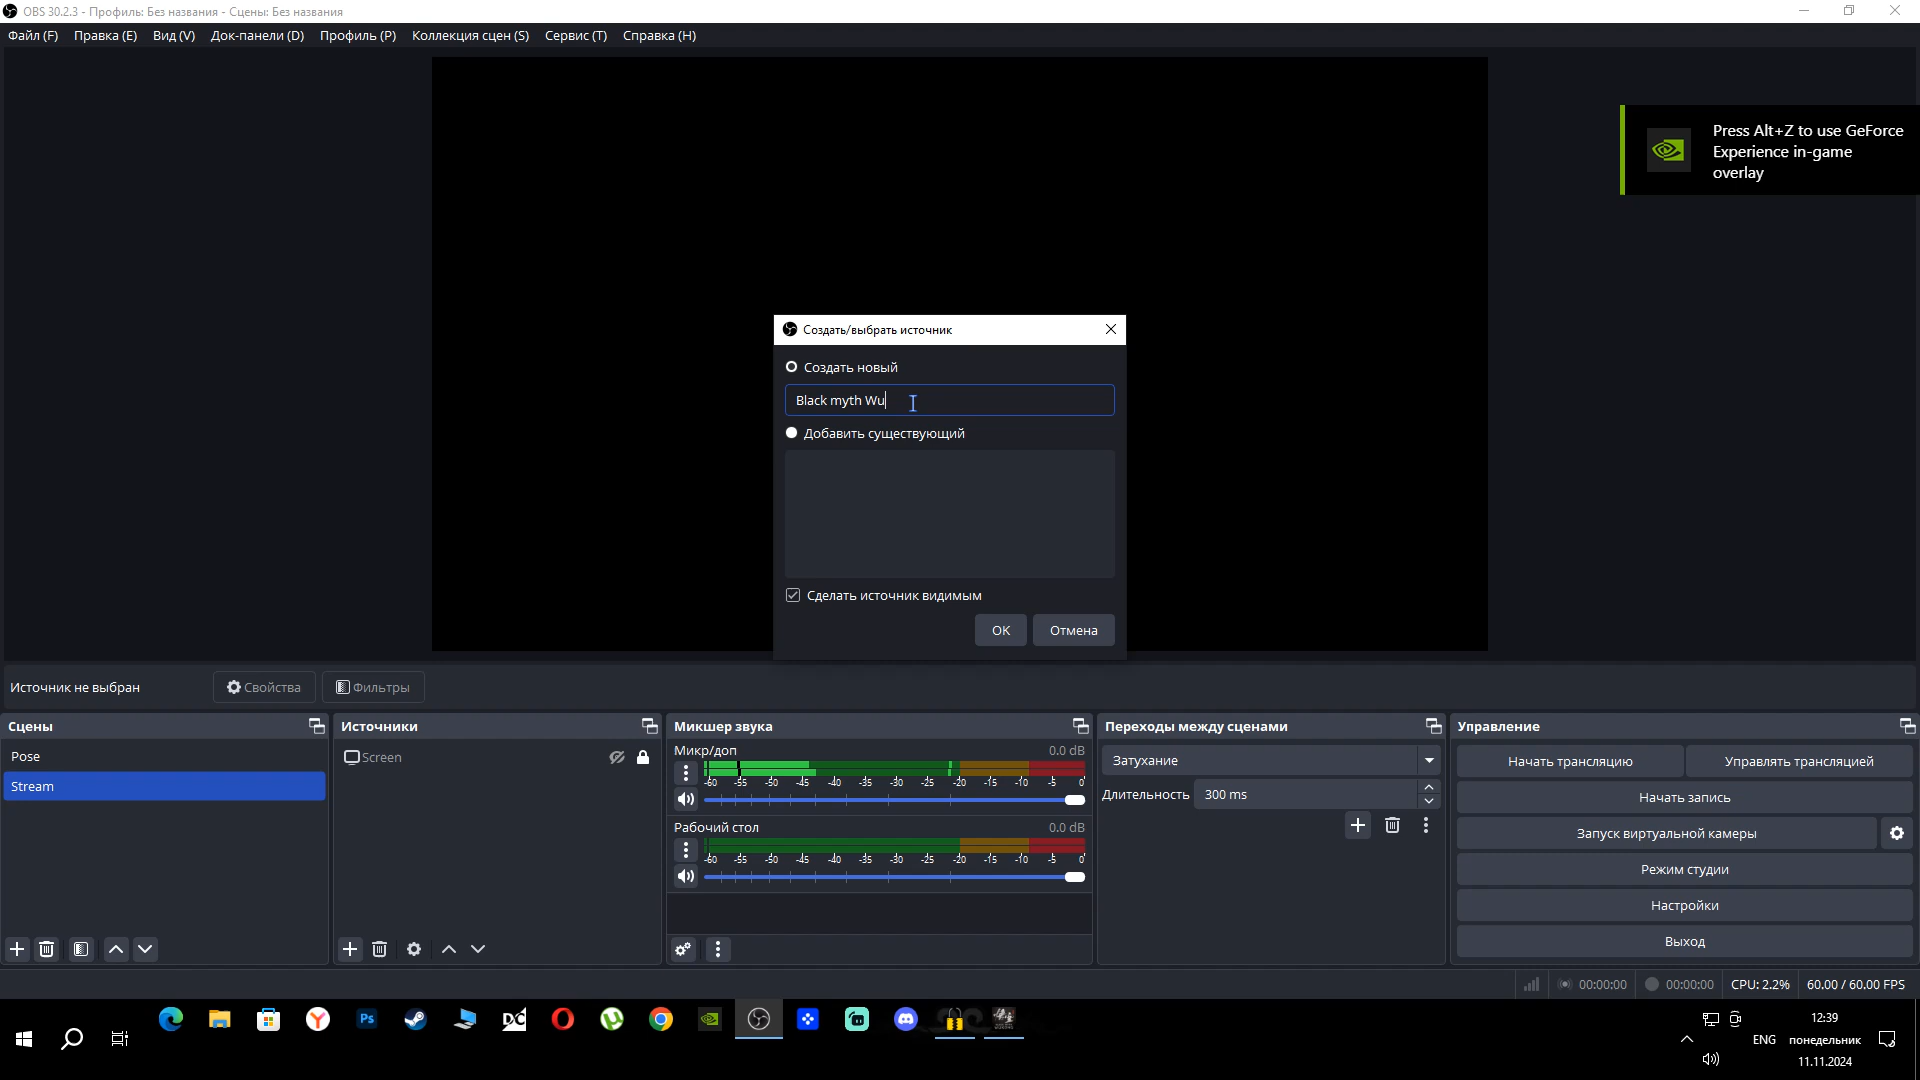 OBS 30.2.3 - Профиль: Без названия - Сцены: Без названия
Файл (F) Правка (E) Вид (V) Док-панели (D) Профиль (P) Коллекция сцен (S) Сервис (T) Справка (H)
Press Alt+Z to use GeForce
Experience in-game
overlay
Создать/выбрать источник
Создать новый
Black myth Wu
Добавить существующий
Сделать источник видимым
OK Отмена
Источник не выбран Свойства Фильтры
Сцены
Pose
Stream
Источники
Screen
Микшер звука
Микр/доп 0.0 dB
-60 -55 -50 -45 -40 -35 -30 -25 -20 -15 -10 -5 0
Рабочий стол 0.0 dB
-60 -55 -50 -45 -40 -35 -30 -25 -20 -15 -10 -5 0
Переходы между сценами
Затухание
Длительность 300 ms
Управление
Начать трансляцию Управлять трансляцией
Начать запись
Запуск виртуальной камеры
Режим студии
Настройки
Выход
00:00:00 00:00:00 CPU: 2.2% 60.00 / 60.00 FPS
Ps
DC
12:39
ENG понедельник
11.11.2024